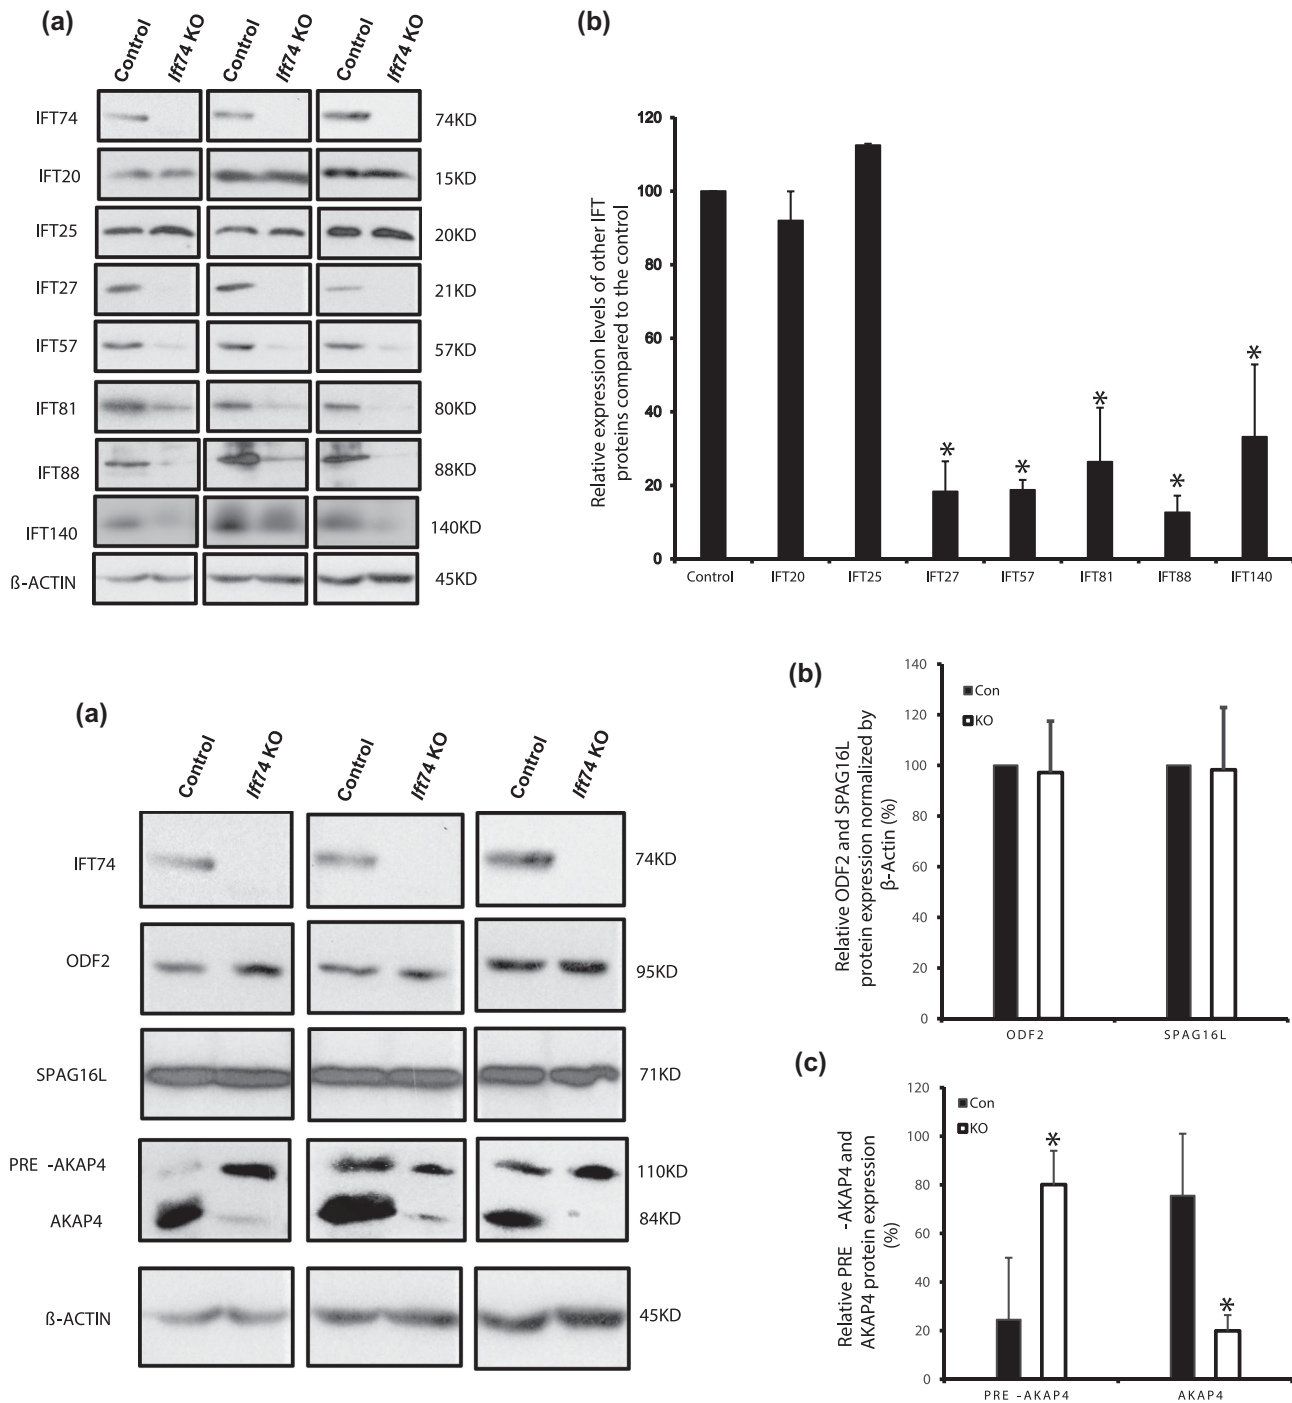 (a)
Control
Ift74 KO
Control
Ift74 KO
Control
Ift74 KO
IFT74
74KD
IFT20
15KD
IFT25
20KD
IFT27
21KD
IFT57
57KD
IFT81
80KD
IFT88
88KD
IFT140
140KD
ß-ACTIN
45KD
(b)
Relative expression levels of other IFT
proteins compared to the control
120
100
80
60
40
20
0
*
*
*
*
*
Control
IFT20
IFT25
IFT27
IFT57
IFT81
IFT88
IFT140
(a)
Control
Ift74 KO
Control
Ift74 KO
Control
Ift74 KO
IFT74
74KD
ODF2
95KD
SPAG16L
71KD
PRE -AKAP4
110KD
AKAP4
84KD
ß-ACTIN
45KD
(b)
Relative ODF2 and SPAG16L
protein expression normalized by
β-Actin (%)
140
120
100
80
60
40
20
0
Con
KO
ODF2
SPAG16L
(c)
Relative PRE -AKAP4 and
AKAP4 protein expression
(%)
120
100
80
60
40
20
0
Con
KO
*
*
PRE -AKAP4
AKAP4